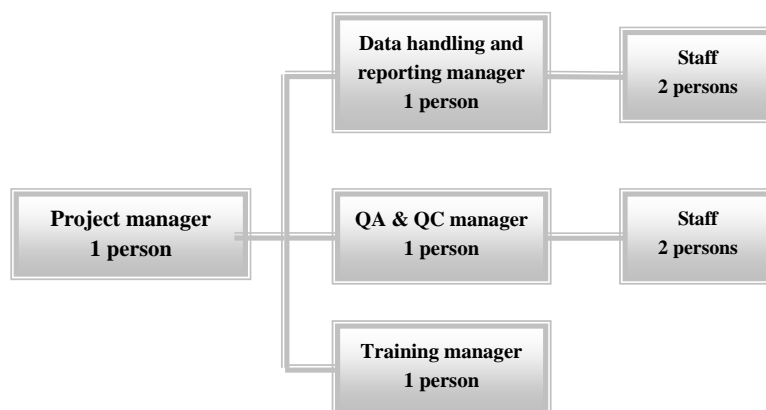 Data handling and
reporting manager
1 person
Staff
2 persons
Project manager
1 person
QA & QC manager
1 person
Staff
2 persons
Training manager
1 person